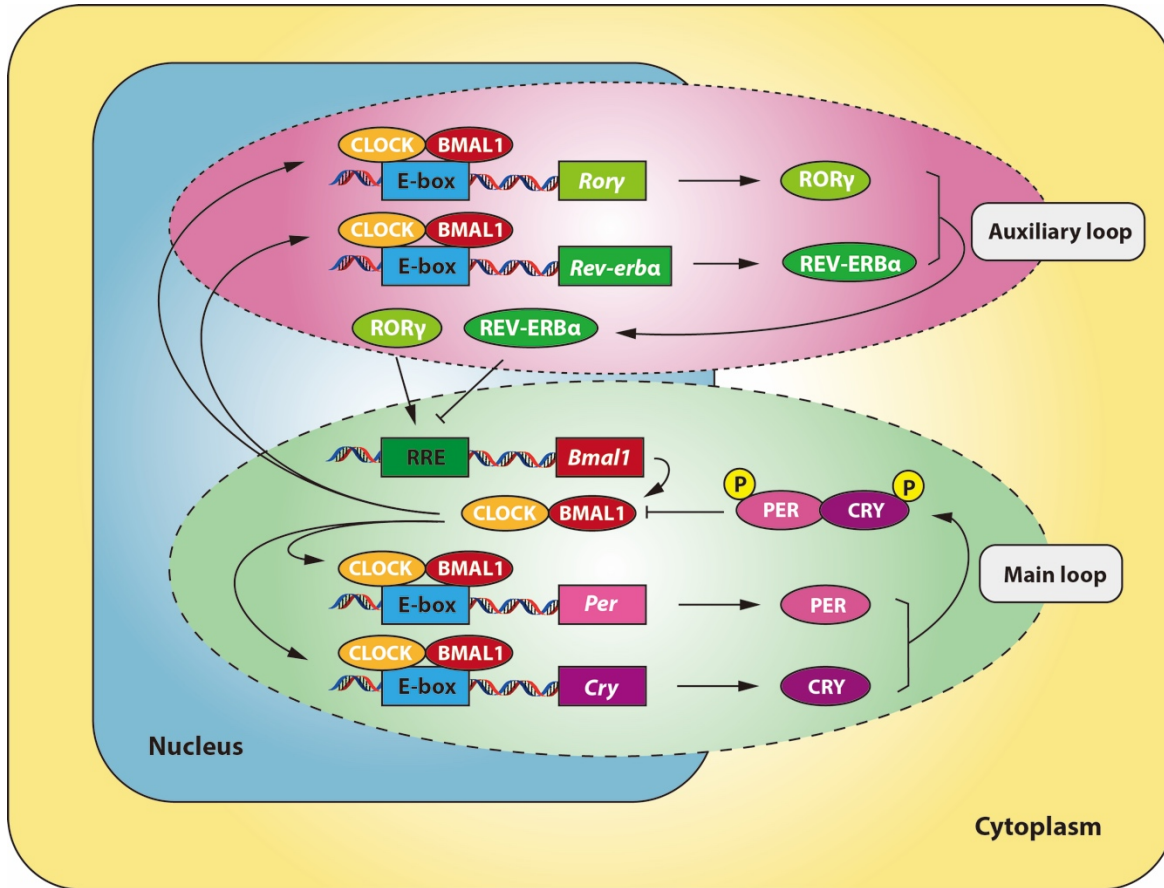 CLOCK BMAL1
E-box Rorγ RORγ
CLOCK BMAL1
E-box Rev-erbα REV-ERBα
Auxiliary loop
RORγ REV-ERBα
RRE Bmal1
CLOCK BMAL1
P P
PER CRY
Main loop
CLOCK BMAL1
E-box Per PER
CLOCK BMAL1
E-box Cry CRY
Nucleus
Cytoplasm